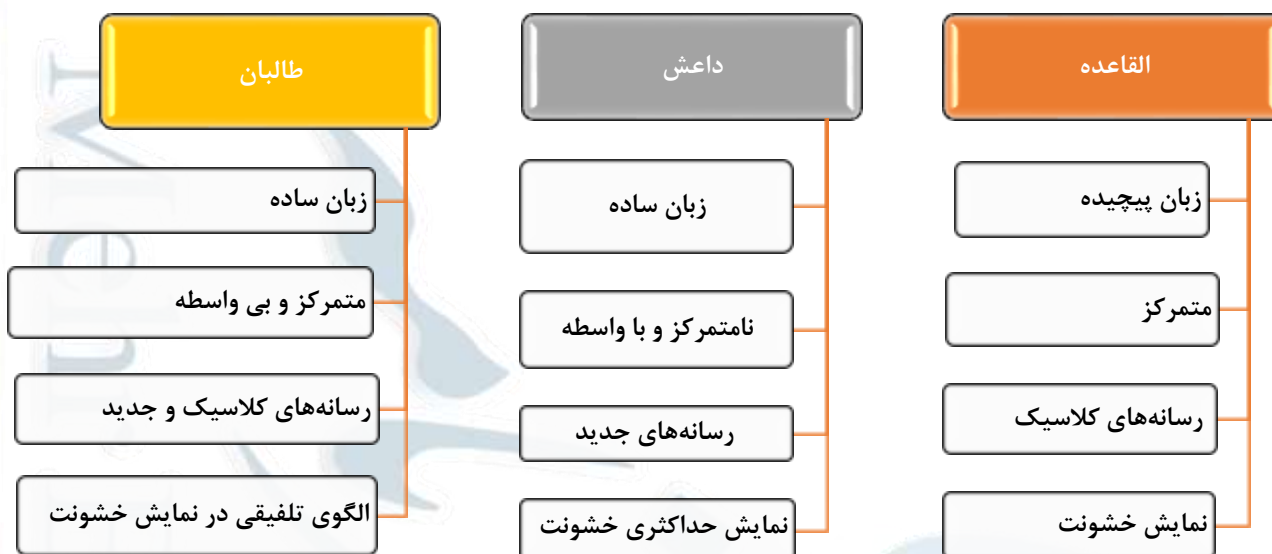 القاعده
زبان پیچیده
متمرکز
رسانه‌های کلاسیک
نمایش خشونت
داعش
زبان ساده
نامتمرکز و با واسطه
رسانه‌های جدید
نمایش حداکثری خشونت
طالبان
زبان ساده
متمرکز و بی واسطه
رسانه‌های کلاسیک و جدید
الگوی تلفیقی در نمایش خشونت